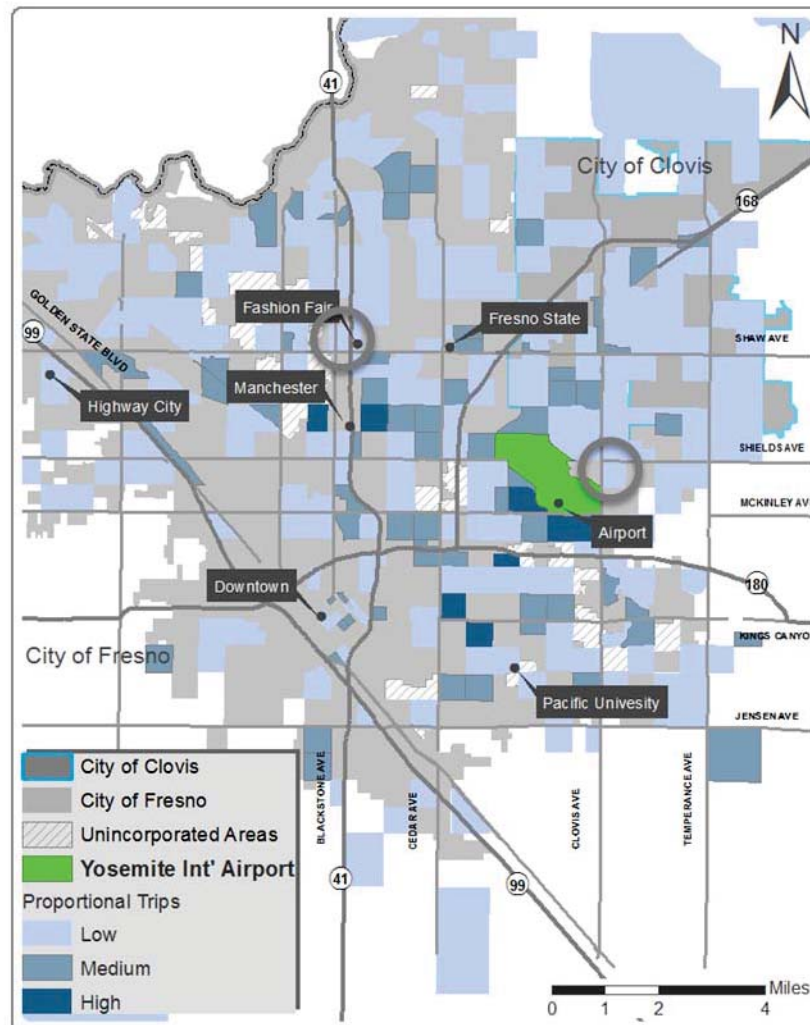 N
41
City of Clovis
168
Fashion Fair
Fresno State
GOLDEN STATE BLVD
99
SHAW AVE
Manchester
Highway City
SHIELDS AVE
MCKINLEY AV
Airport
Downtown
180
KINGS CANYO
City of Fresno
Pacific Univesity
JENSEN AVE
City of Clovis
City of Fresno
Unincorporated Areas
Yosemite Int' Airport
Proportional Trips
Low
Medium
High
BLACKSTONE AVE
CEDAR AVE
CLOVIS AVE
TEMPERANCE AVE
41
99
Miles
0 1 2 4